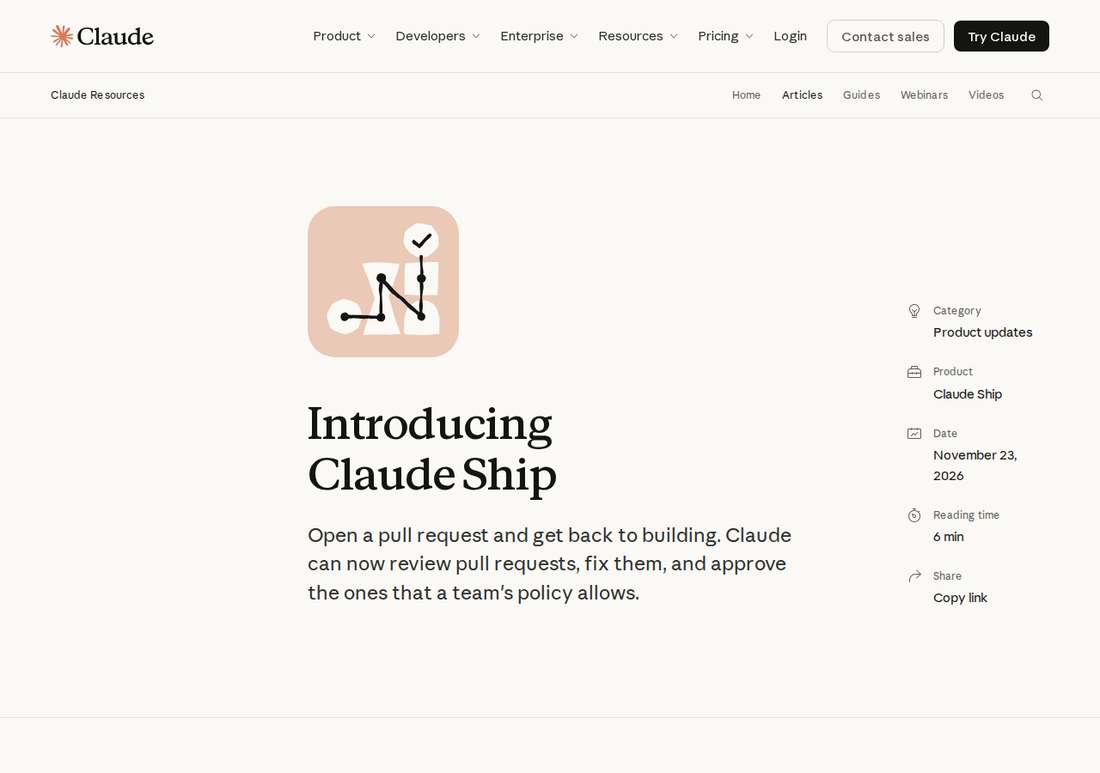 Claude
Product
Developers
Enterprise
Resources
Pricing
Login
Contact sales
Try Claude
Claude Resources
Home
Articles
Guides
Webinars
Videos
Introducing
Claude Ship
Open a pull request and get back to building. Claude
can now review pull requests, fix them, and approve
the ones that a team's policy allows.
Category
Product updates
Product
Claude Ship
Date
November 23,
2026
Reading time
6 min
Share
Copy link